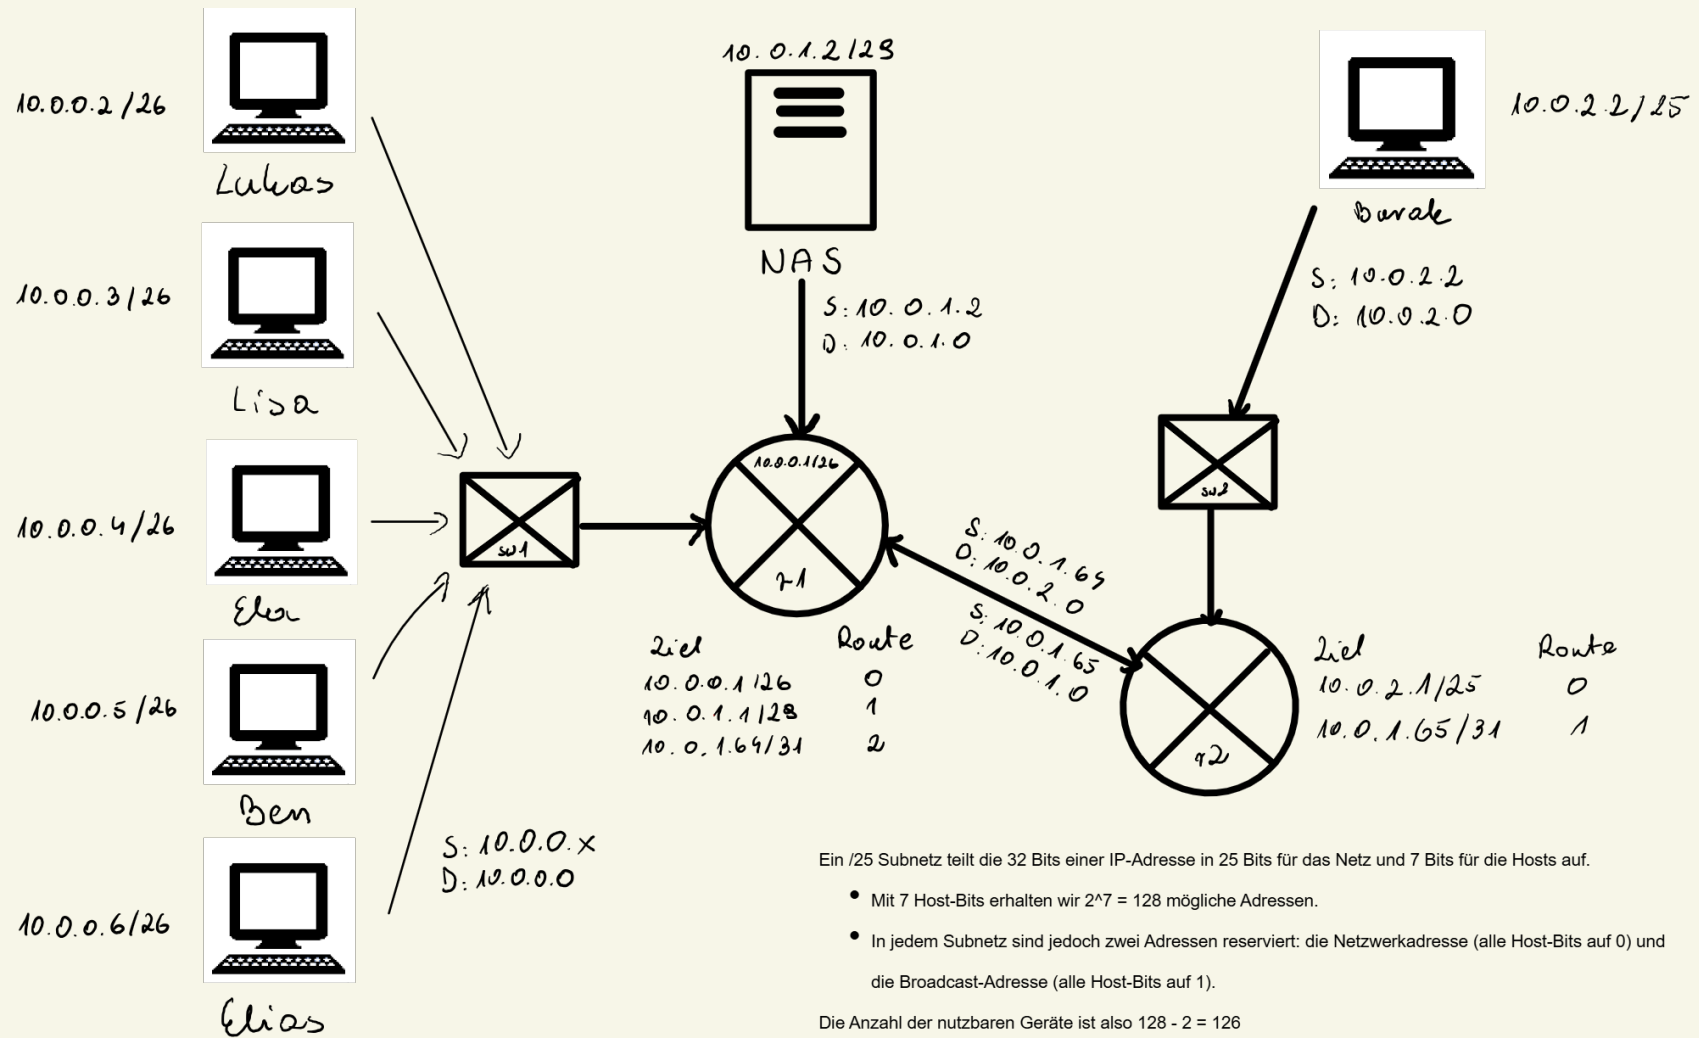 10.0.0.2/26
Lukas
10.0.0.3/26
Lisa
10.0.0.4/26
Ela
10.0.0.5/26
Ben
10.0.0.6/26
Elias
S: 10.0.0.x
D: 10.0.0.0
sw1
10.0.1.2/29
NAS
S: 10.0.1.2
D: 10.0.1.0
10.0.0.1/26
r1
Ziel Route
10.0.0.1/26 0
10.0.1.1/29 1
10.0.1.64/31 2
S: 10.0.1.64
D: 10.0.2.0
S: 10.0.1.65
D: 10.0.1.0
10.0.2.2/25
Burak
S: 10.0.2.2
D: 10.0.2.0
sw2
r2
Ziel Route
10.0.2.1/25 0
10.0.1.65/31 1
Ein /25 Subnetz teilt die 32 Bits einer IP-Adresse in 25 Bits für das Netz und 7 Bits für die Hosts auf.
• Mit 7 Host-Bits erhalten wir 2^7 = 128 mögliche Adressen.
• In jedem Subnetz sind jedoch zwei Adressen reserviert: die Netzwerkadresse (alle Host-Bits auf 0) und
die Broadcast-Adresse (alle Host-Bits auf 1).
Die Anzahl der nutzbaren Geräte ist also 128 - 2 = 126